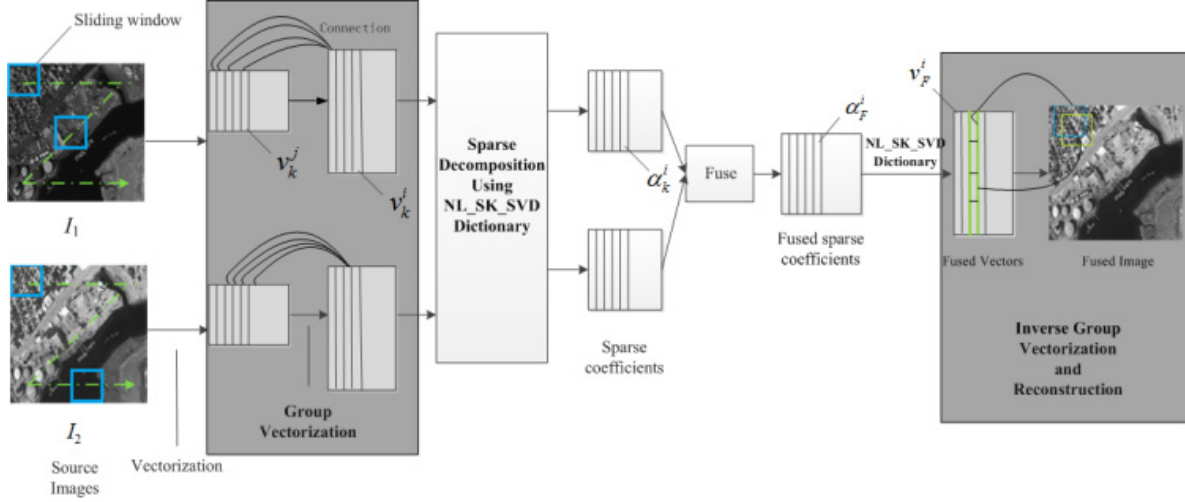 Sliding window
Connection
I₁
v_k^j
v_k^i
Sparse
Decomposition
Using
NL_SK_SVD
Dictionary
α_k^i
Fuse
α_F^i
Fused sparse
coefficients
NL_SK_SVD
Dictionary
v_F^i
Fused Vectors
Fused Image
Inverse Group
Vectorization
and
Reconstruction
Sparse
coefficients
Group
Vectorization
I₂
Source
Images
Vectorization